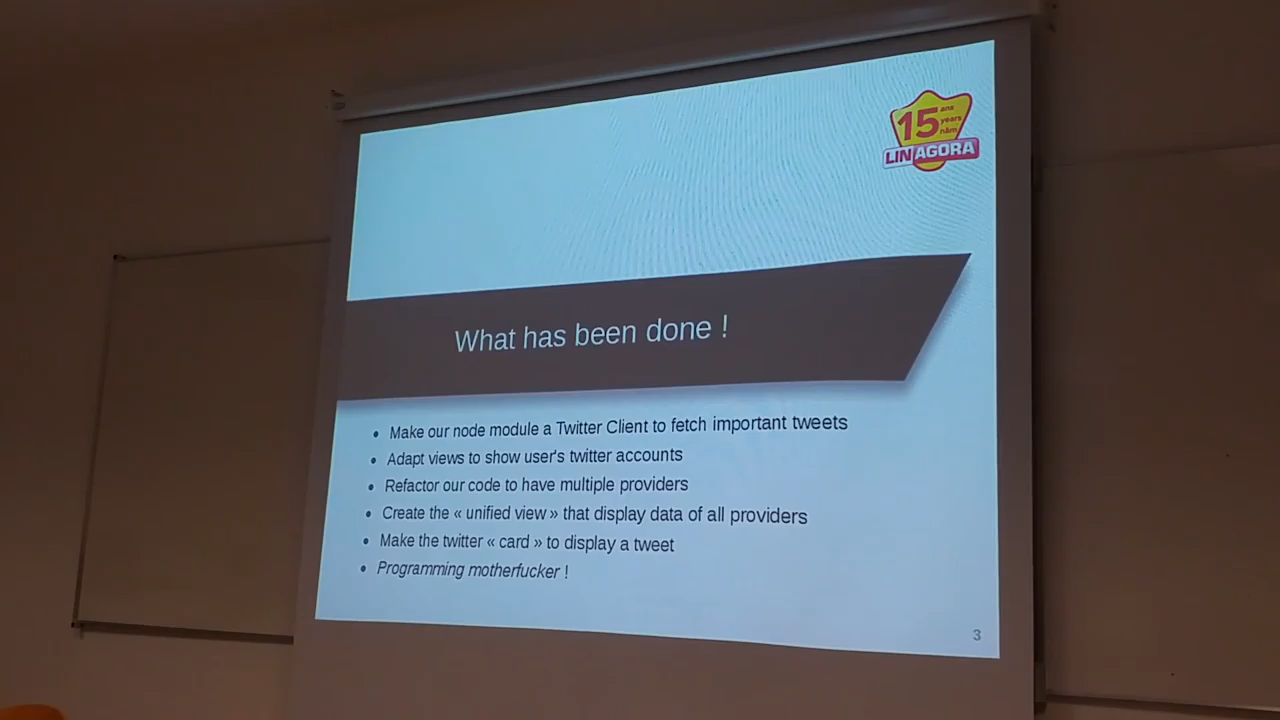 15 ans
years
năm
LINAGORA
What has been done !
Make our node module a Twitter Client to fetch important tweets
Adapt views to show user's twitter accounts
Refactor our code to have multiple providers
Create the « unified view » that display data of all providers
Make the twitter « card » to display a tweet
Programming motherfucker !
3